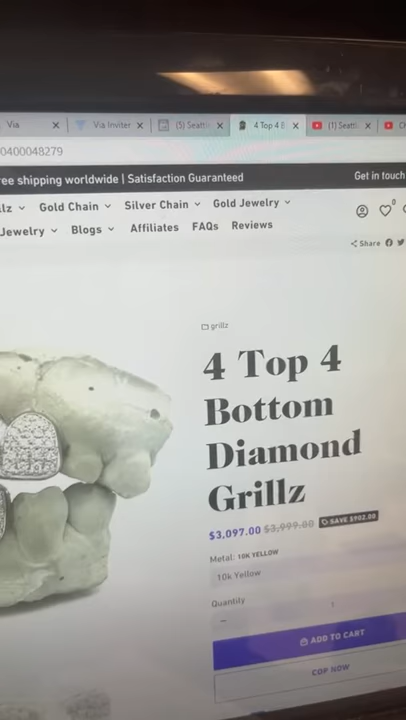 Via
Via Inviter
(5) Seattl
4 Top 4 B
(1) Seattl
0400048279
ree shipping worldwide | Satisfaction Guaranteed
Get in touch
lz
Gold Chain
Silver Chain
Gold Jewelry
Jewelry
Blogs
Affiliates
FAQs
Reviews
0
Share
grillz
4 Top 4
Bottom
Diamond
Grillz
$3,097.00 $3,999.00 SAVE $902.00
Metal: 10K YELLOW
10k Yellow
Quantity
− 1
ADD TO CART
COP NOW